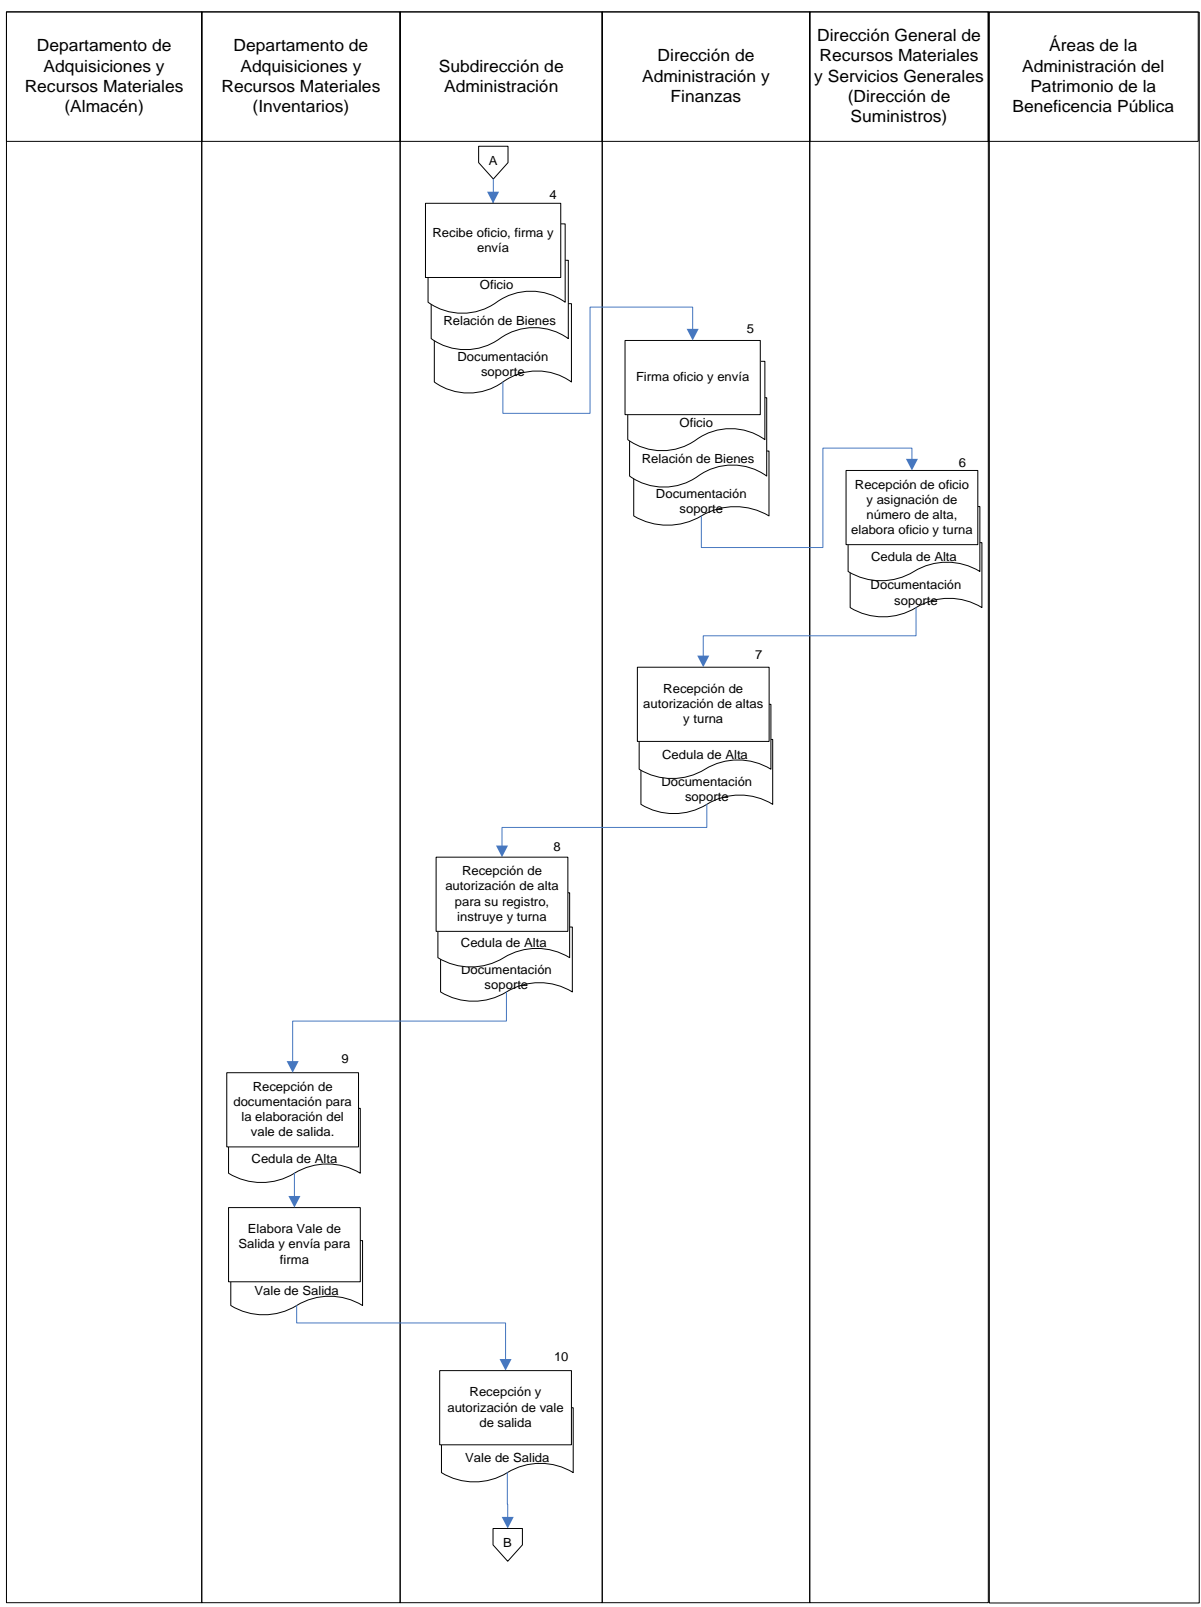 Departamento de
Adquisiciones y
Recursos Materiales
(Almacén)
Departamento de
Adquisiciones y
Recursos Materiales
(Inventarios)
Subdirección de
Administración
Dirección de
Administración y
Finanzas
Dirección General de
Recursos Materiales
y Servicios Generales
(Dirección de
Suministros)
Áreas de la
Administración del
Patrimonio de la
Beneficencia Pública
A
4
Recibe oficio, firma y
envía
Oficio
Relación de Bienes
Documentación
soporte
5
Firma oficio y envía
Oficio
Relación de Bienes
Documentación
soporte
6
Recepción de oficio
y asignación de
número de alta,
elabora oficio y turna
Cedula de Alta
Documentación
soporte
7
Recepción de
autorización de altas
y turna
Cedula de Alta
Documentación
soporte
8
Recepción de
autorización de alta
para su registro,
instruye y turna
Cedula de Alta
Documentación
soporte
9
Recepción de
documentación para
la elaboración del
vale de salida.
Cedula de Alta
Elabora Vale de
Salida y envía para
firma
Vale de Salida
10
Recepción y
autorización de vale
de salida
Vale de Salida
B